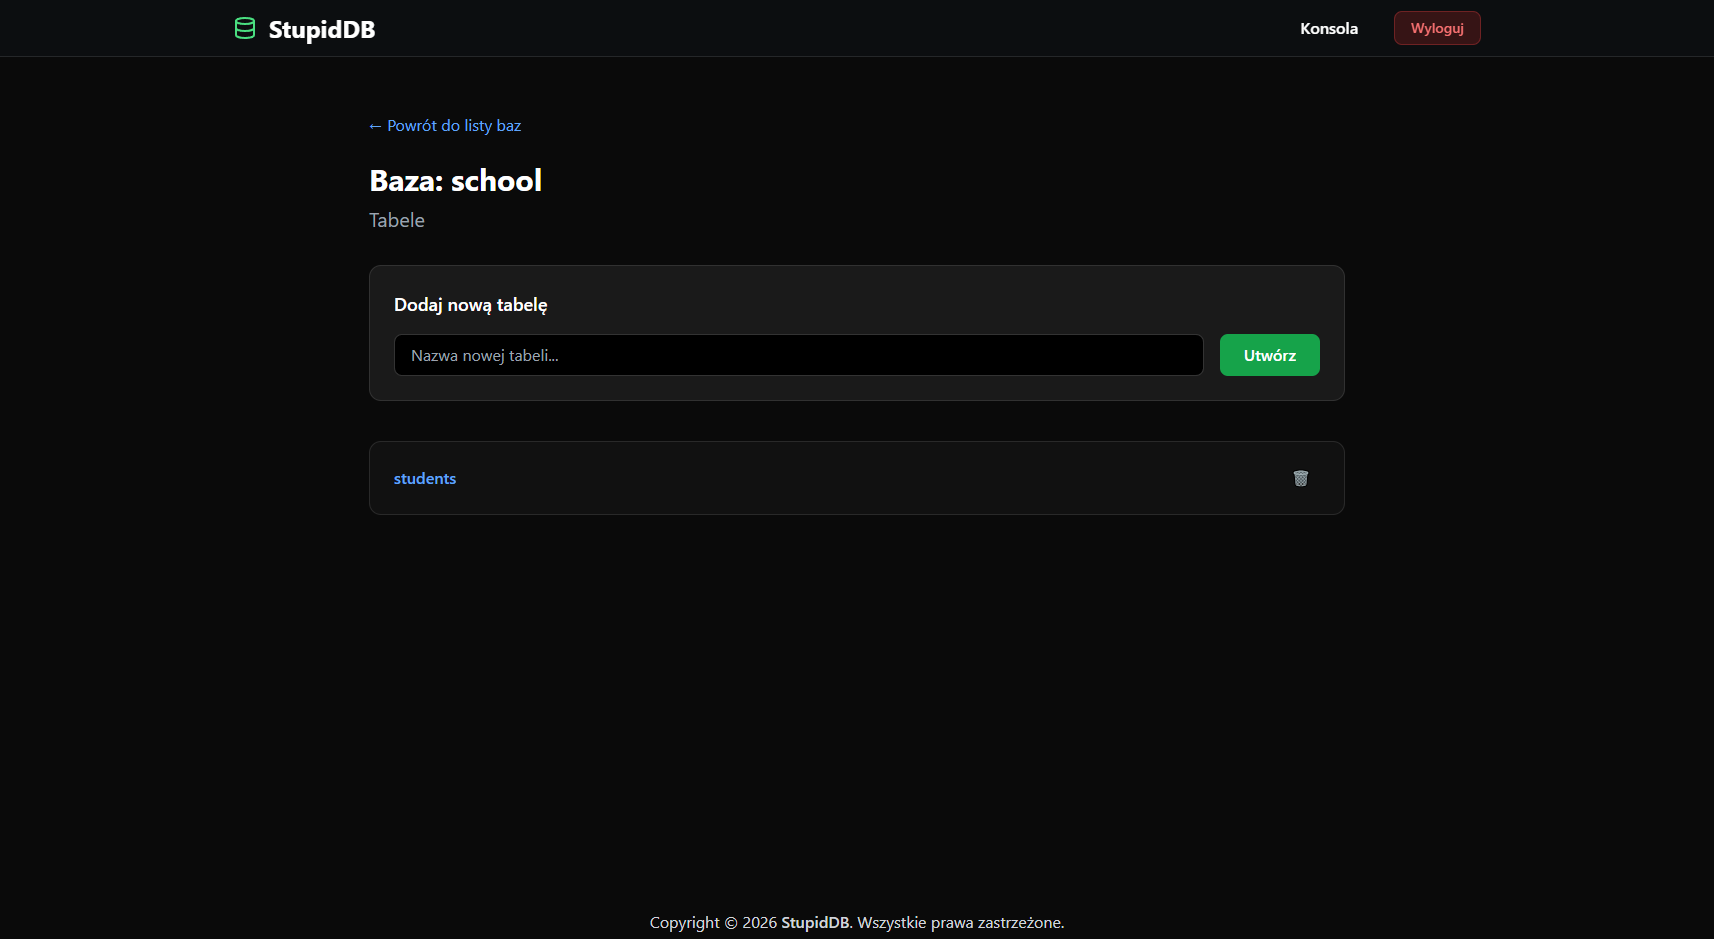 StupidDB
Konsola
Wyloguj
← Powrót do listy baz
Baza: school
Tabele
Dodaj nową tabelę
Nazwa nowej tabeli...
Utwórz
students
Copyright © 2026 StupidDB. Wszystkie prawa zastrzeżone.